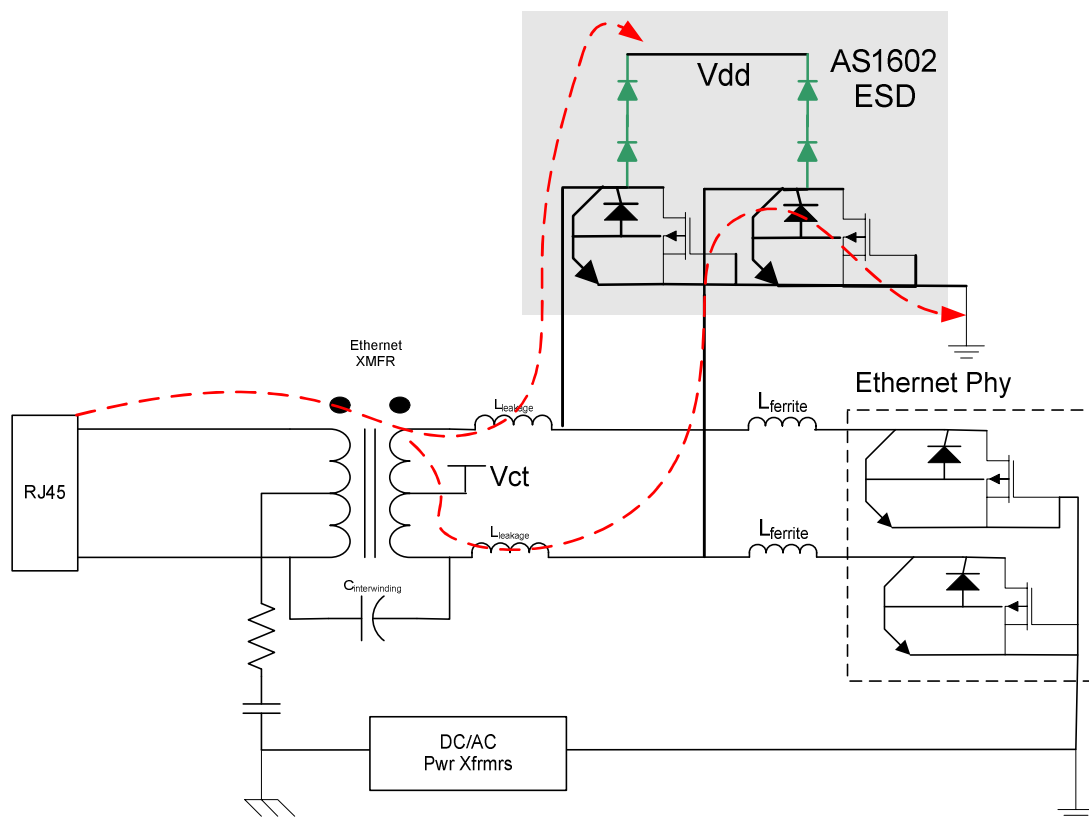 AS1602
ESD
Vdd
Ethernet
XMFR
Lleakage
Lferrite
Ethernet Phy
RJ45
Vct
Lleakage
Lferrite
Cinterwinding
DC/AC
Pwr Xfrmrs